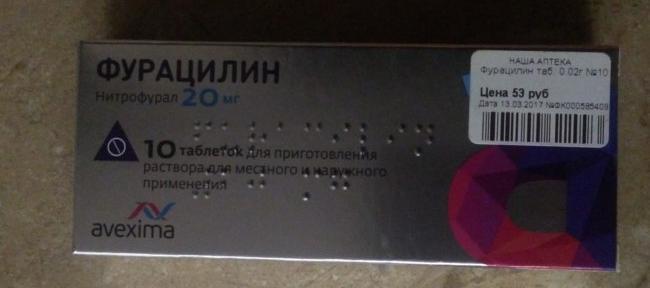 ФУРАЦИЛИН
Нитрофурал 20 мг
10 таблеток для приготовления
раствора для местного и наружного
применения
avexima
НАША АПТЕКА
Фурацилин таб. 0.02г №10
Цена 53 руб
Дата 13.03.2017 №ФК000585409